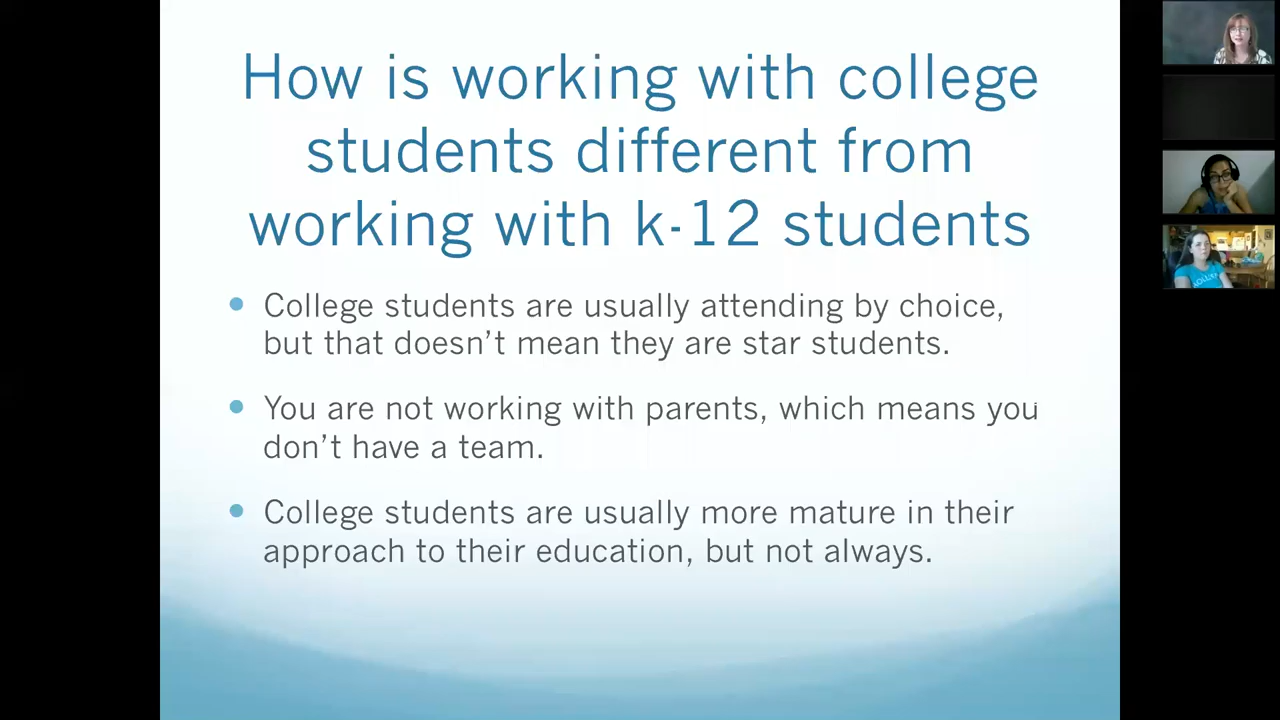 How is working with college
students different from
working with k-12 students
• College students are usually attending by choice,
but that doesn’t mean they are star students.
• You are not working with parents, which means you
don’t have a team.
• College students are usually more mature in their
approach to their education, but not always.